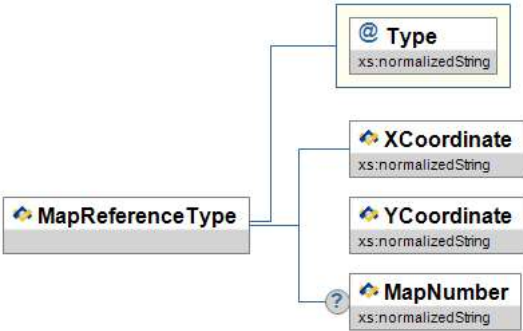 @ Type
xs:normalizedString
XCoordinate
xs:normalizedString
MapReferenceType
YCoordinate
xs:normalizedString
? MapNumber
xs:normalizedString